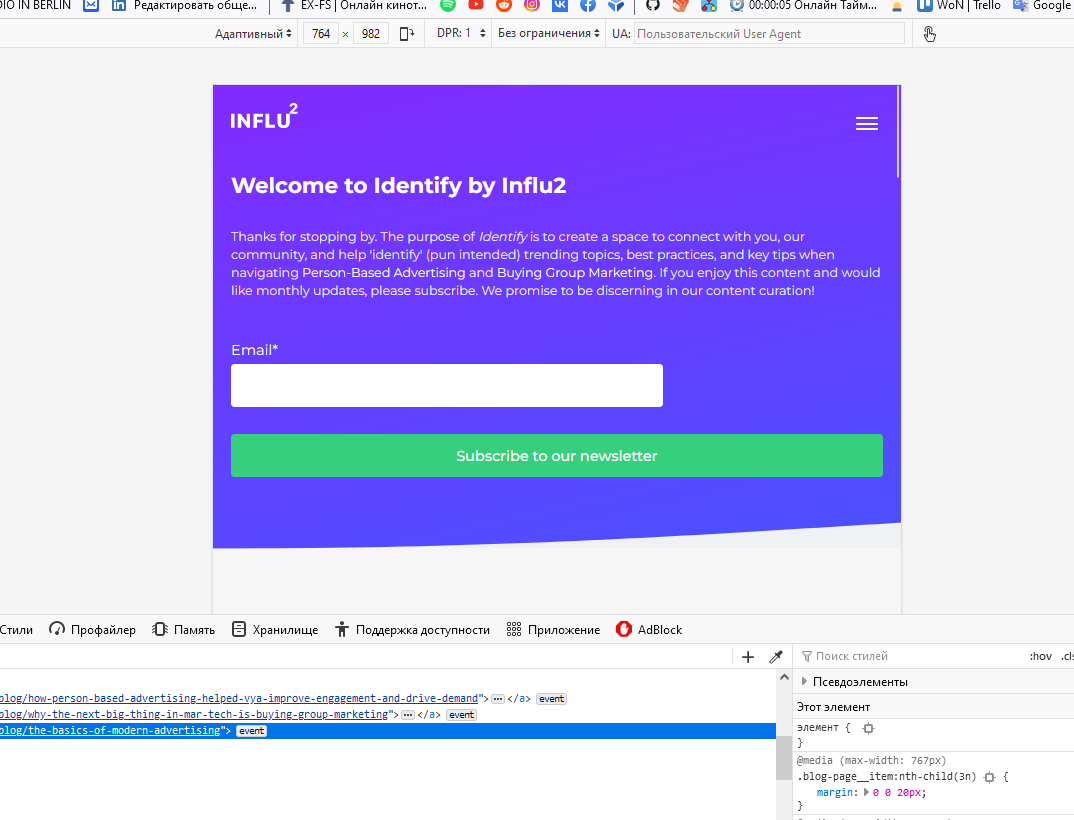 DIO IN BERLIN
Редактировать обще...
EX-FS | Онлайн кинот...
00:00:05 Онлайн Тайм...
WoN | Trello
Google
Адаптивный
764 × 982
DPR: 1
Без ограничения
UA: Пользовательский User Agent
INFLU2
Welcome to Identify by Influ2
Thanks for stopping by. The purpose of Identify is to create a space to connect with you, our
community, and help 'identify' (pun intended) trending topics, best practices, and key tips when
navigating Person-Based Advertising and Buying Group Marketing. If you enjoy this content and would
like monthly updates, please subscribe. We promise to be discerning in our content curation!
Email*
Subscribe to our newsletter
Стили
Профайлер
Память
Хранилище
Поддержка доступности
Приложение
AdBlock
Поиск стилей
:hov .cls
blog/how-person-based-advertising-helped-vya-improve-engagement-and-drive-demand">…</a> event
blog/why-the-next-big-thing-in-mar-tech-is-buying-group-marketing">…</a> event
blog/the-basics-of-modern-advertising"> event
Псевдоэлементы
Этот элемент
элемент {
}
@media (max-width: 767px)
.blog-page__item:nth-child(3n) {
margin: 0 0 20px;
}